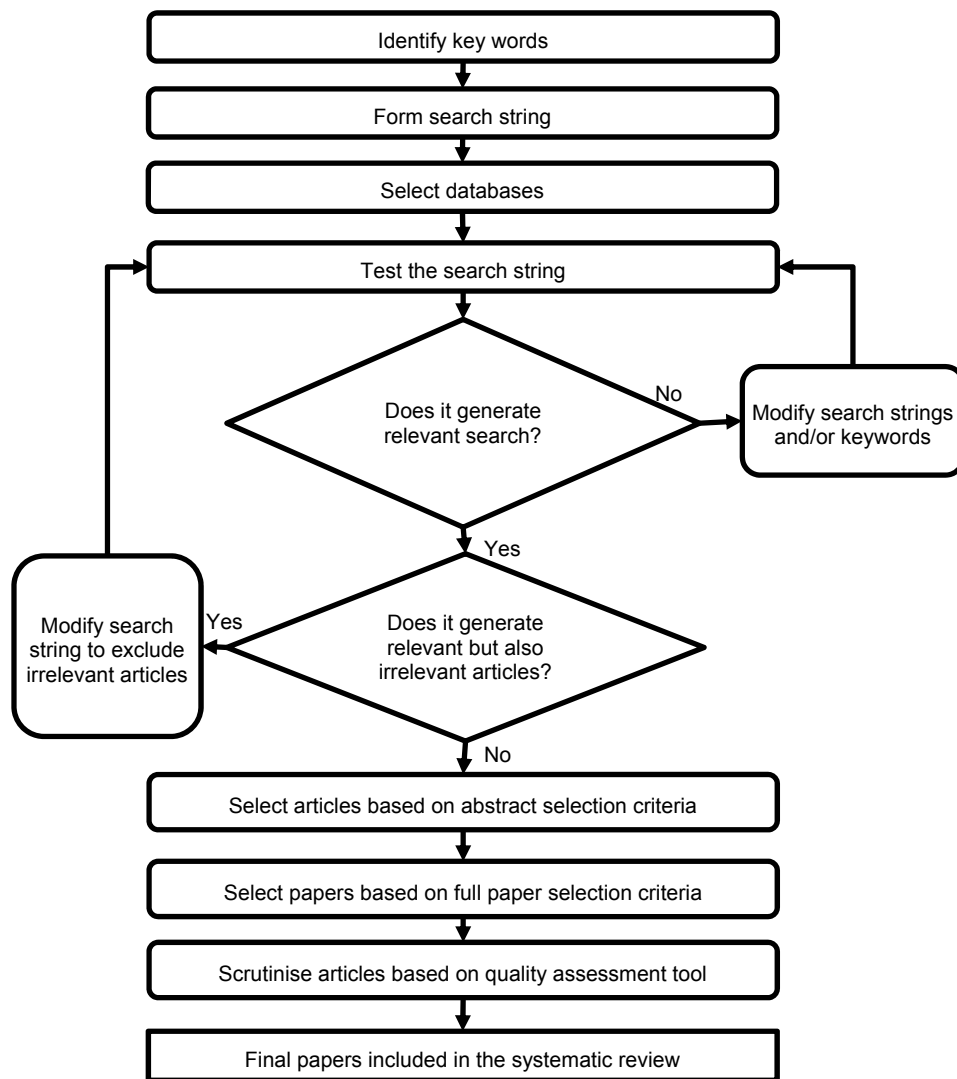 Identify key words
Form search string
Select databases
Test the search string
Does it generate
relevant search?
No
Modify search strings
and/or keywords
Yes
Does it generate
relevant but also
irrelevant articles?
Yes
Modify search
string to exclude
irrelevant articles
No
Select articles based on abstract selection criteria
Select papers based on full paper selection criteria
Scrutinise articles based on quality assessment tool
Final papers included in the systematic review